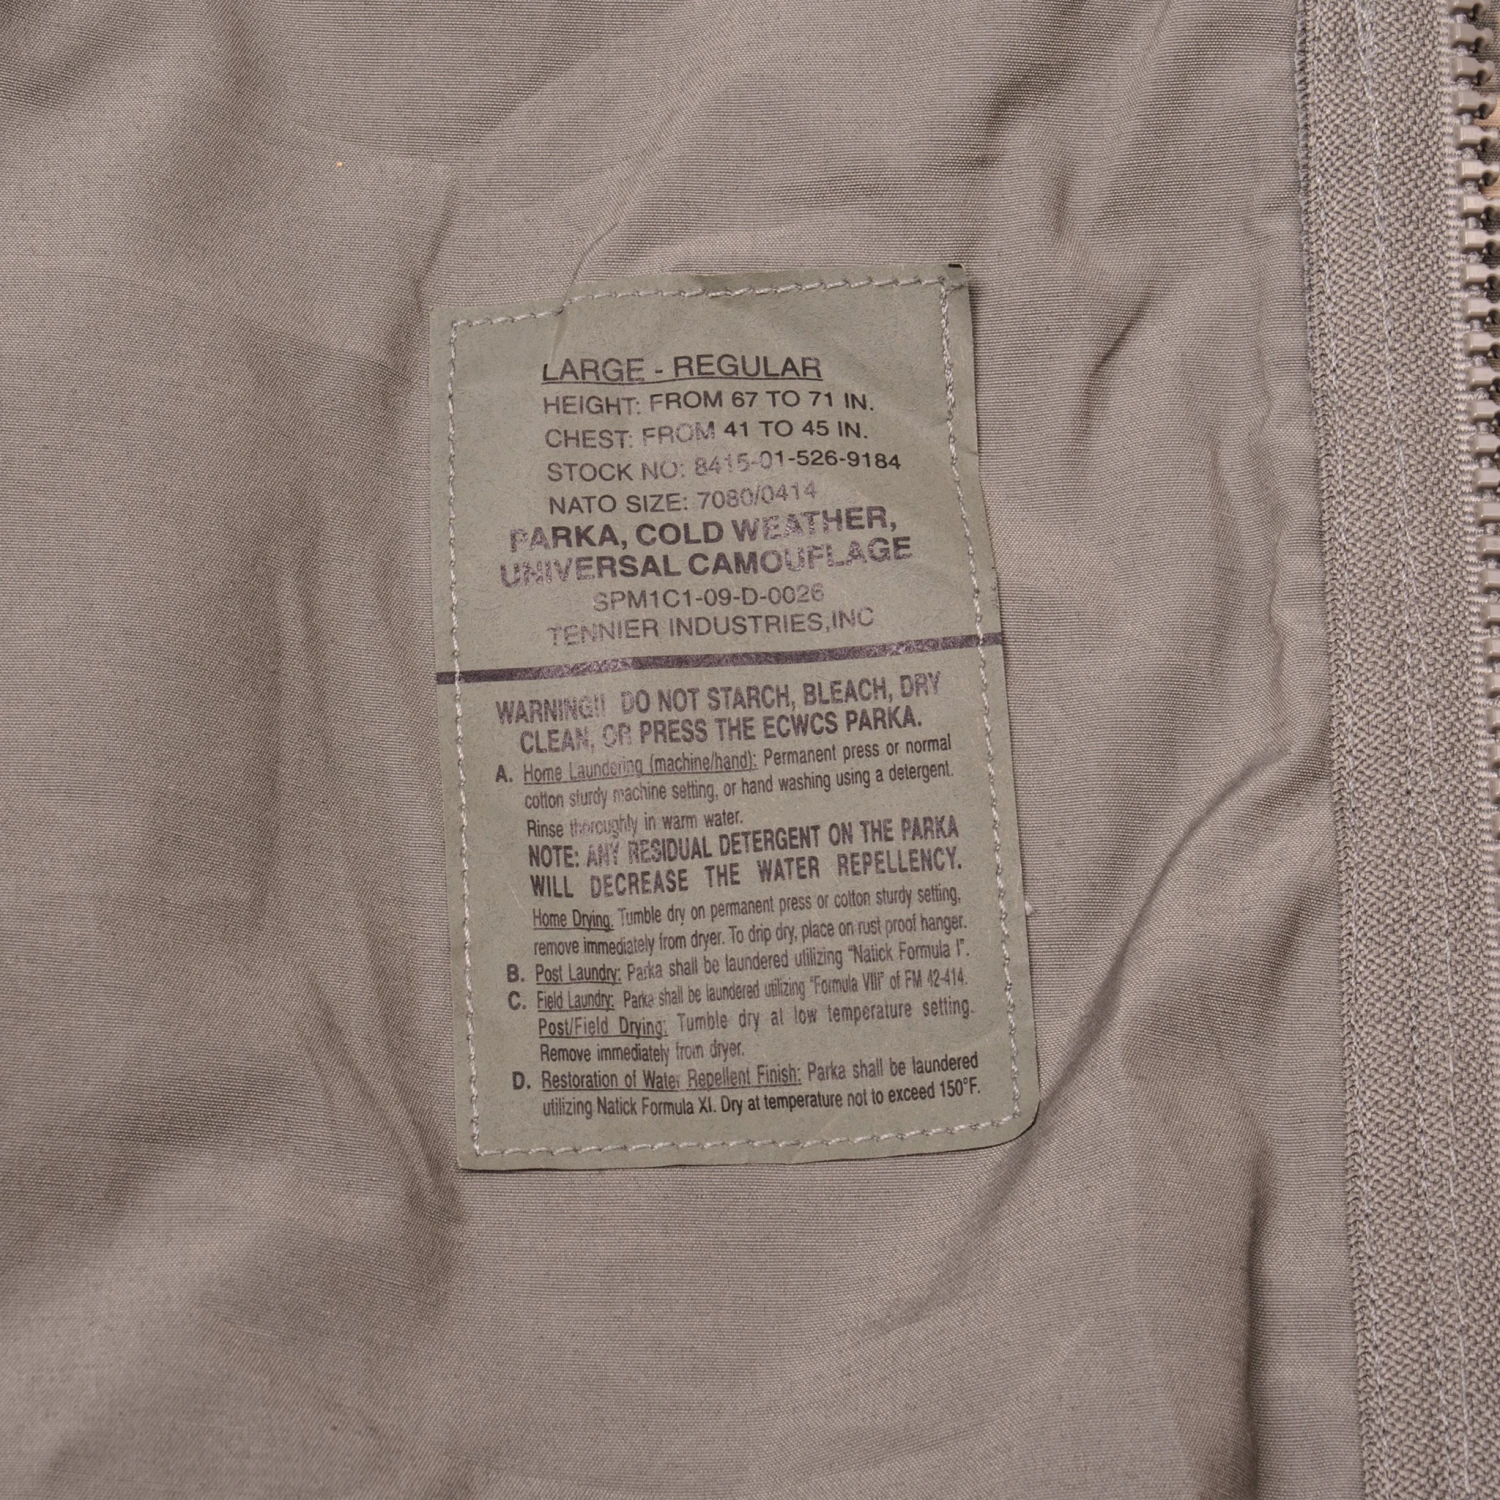 LARGE - REGULAR
HEIGHT: FROM 67 TO 71 IN.
CHEST: FROM 41 TO 45 IN.
STOCK NO: 8415-01-526-9184
NATO SIZE: 7080/0414
PARKA, COLD WEATHER,
UNIVERSAL CAMOUFLAGE
SPM1C1-09-D-0026
TENNIER INDUSTRIES,INC
WARNING!! DO NOT STARCH, BLEACH, DRY
CLEAN, OR PRESS THE ECWCS PARKA.
A. Home Laundering (machine/hand): Permanent press or normal
cotton sturdy machine setting, or hand washing using a detergent.
Rinse thoroughly in warm water.
NOTE: ANY RESIDUAL DETERGENT ON THE PARKA
WILL DECREASE THE WATER REPELLENCY.
Home Drying: Tumble dry on permanent press or cotton sturdy setting,
remove immediately from dryer. To drip dry, place on rust proof hanger.
B. Post Laundry: Parka shall be laundered utilizing "Natick Formula I".
C. Field Laundry: Parka shall be laundered utilizing "Formula VIII" of FM 42-414.
Post/Field Drying: Tumble dry at low temperature setting.
Remove immediately from dryer.
D. Restoration of Water Repellent Finish: Parka shall be laundered
utilizing Natick Formula XI. Dry at temperature not to exceed 150°F.